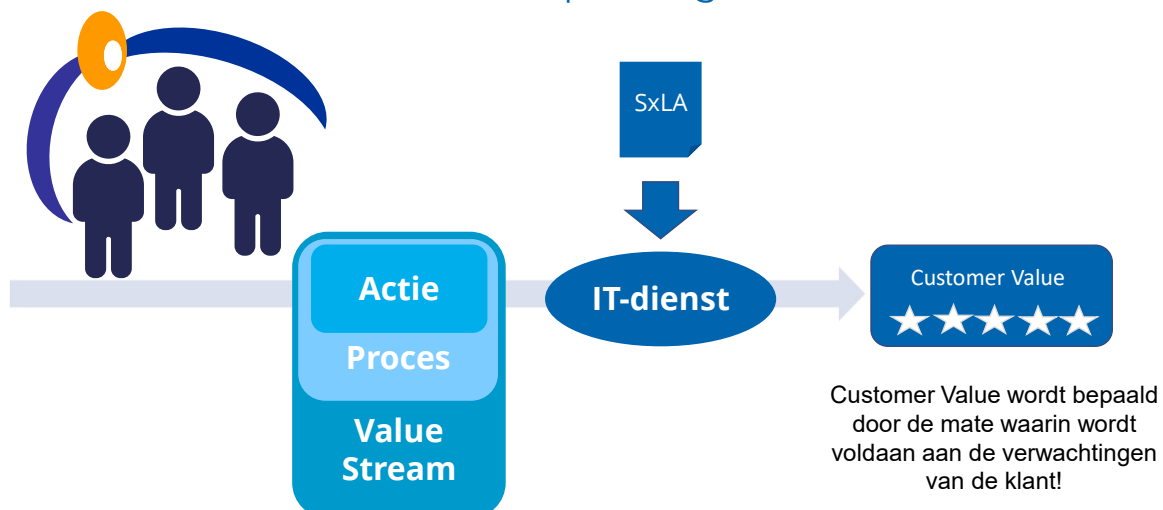 SxLA
Actie
Proces
Value
Stream
IT-dienst
Customer Value
Customer Value wordt bepaald
door de mate waarin wordt
voldaan aan de verwachtingen
van de klant!